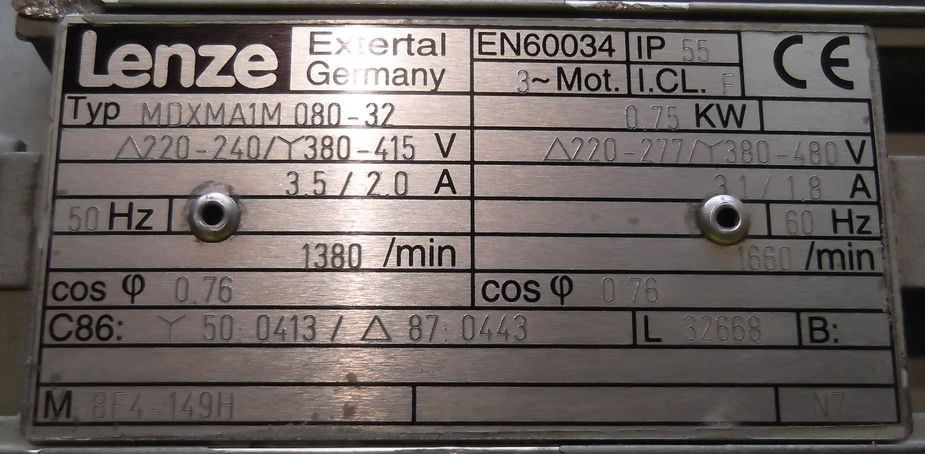 Lenze Extertal Germany EN60034 IP 55 CE
3~Mot. I.CL. F
Typ MDXMA1M 080-32 0.75 KW
△220-240/Y380-415 V △220-277/Y380-480 V
3.5 / 2.0 A 3.1 / 1.8 A
50 Hz 60 Hz
1380 /min 1660 /min
cos φ 0.76 cos φ 0.76
C86: Y 50: 0413 / △ 87: 0443 L 32668 B:
M 8F4-149H N7